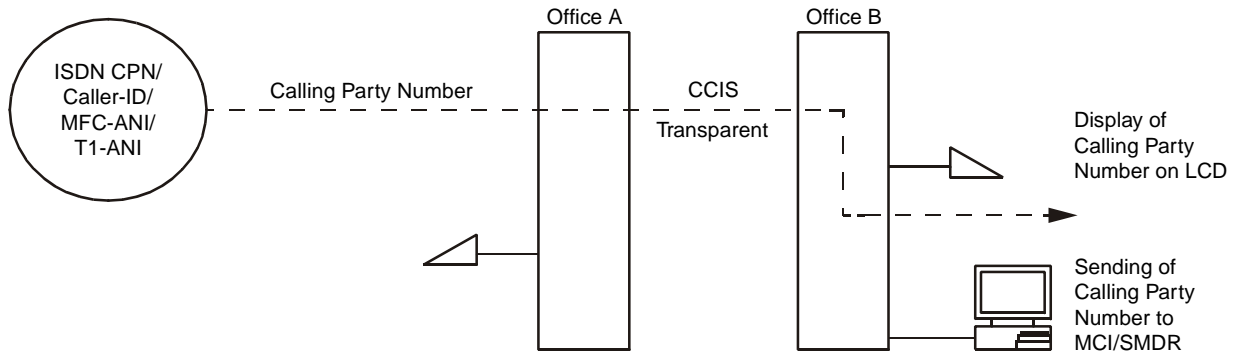 Office A
Office B
ISDN CPN/
Caller-ID/
MFC-ANI/
T1-ANI
Calling Party Number
CCIS
Transparent
Display of
Calling Party
Number on LCD
Sending of
Calling Party
Number to
MCI/SMDR